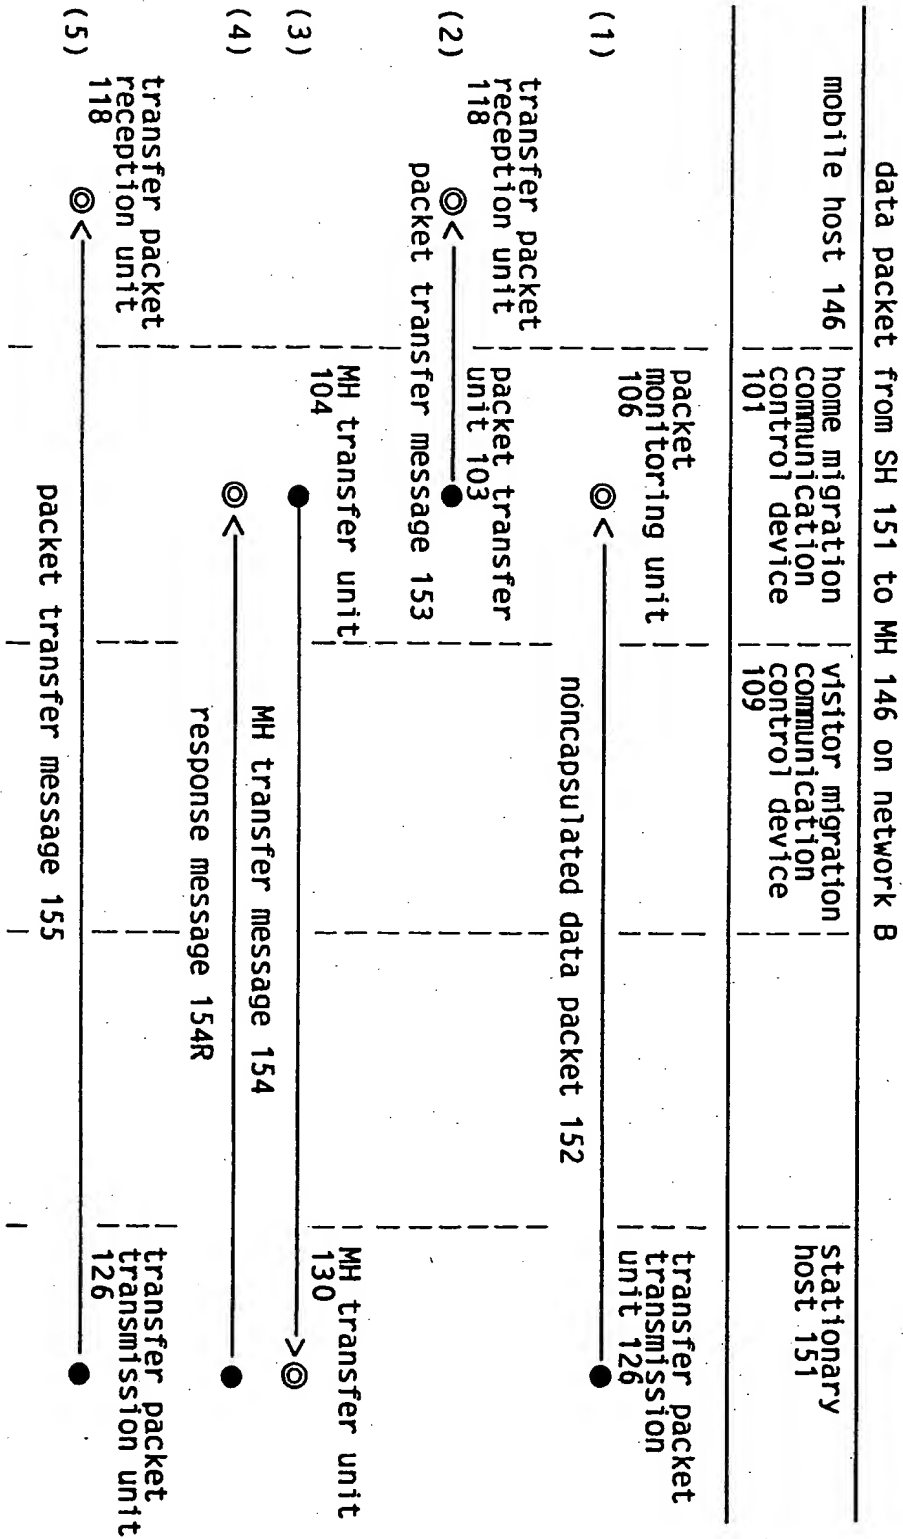 data packet from SH 151 to MH 146 on network B
mobile host 146
home migration
communication
control device
101
visitor migration
communication
control device
109
stationary
host 151
(1)
packet
monitoring unit
106
transfer packet
transmission
unit 126
noncapsulated data packet 152
(2)
transfer packet
reception unit
118
packet transfer
unit 103
packet transfer message 153
(3)
MH transfer unit
104
MH transfer unit
130
MH transfer message 154
(4)
response message 154R
(5)
transfer packet
reception unit
118
transfer packet
transmission unit
126
packet transfer message 155